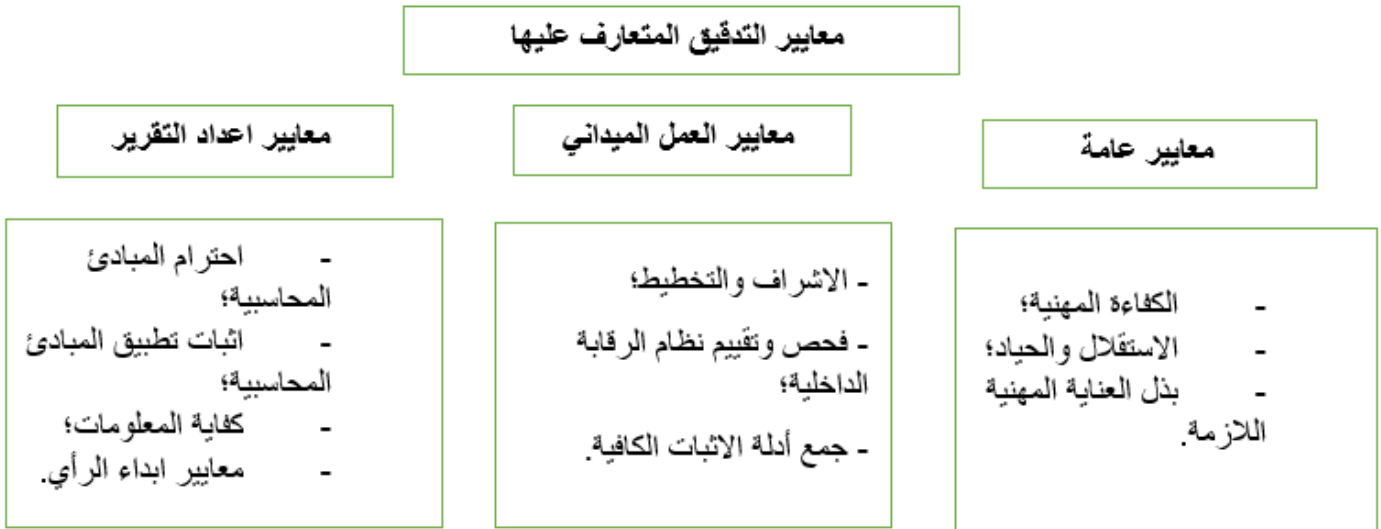 معايير التدقيق المتعارف عليها
معايير عامة
معايير العمل الميداني
معايير اعداد التقرير
- الكفاءة المهنية؛
- الاستقلال والحياد؛
- بذل العناية المهنية
اللازمة.
- الاشراف والتخطيط؛
- فحص وتقييم نظام الرقابة
الداخلية؛
- جمع أدلة الاثبات الكافية.
- احترام المبادئ
المحاسبية؛
- اثبات تطبيق المبادئ
المحاسبية؛
- كفاية المعلومات؛
- معايير ابداء الرأي.